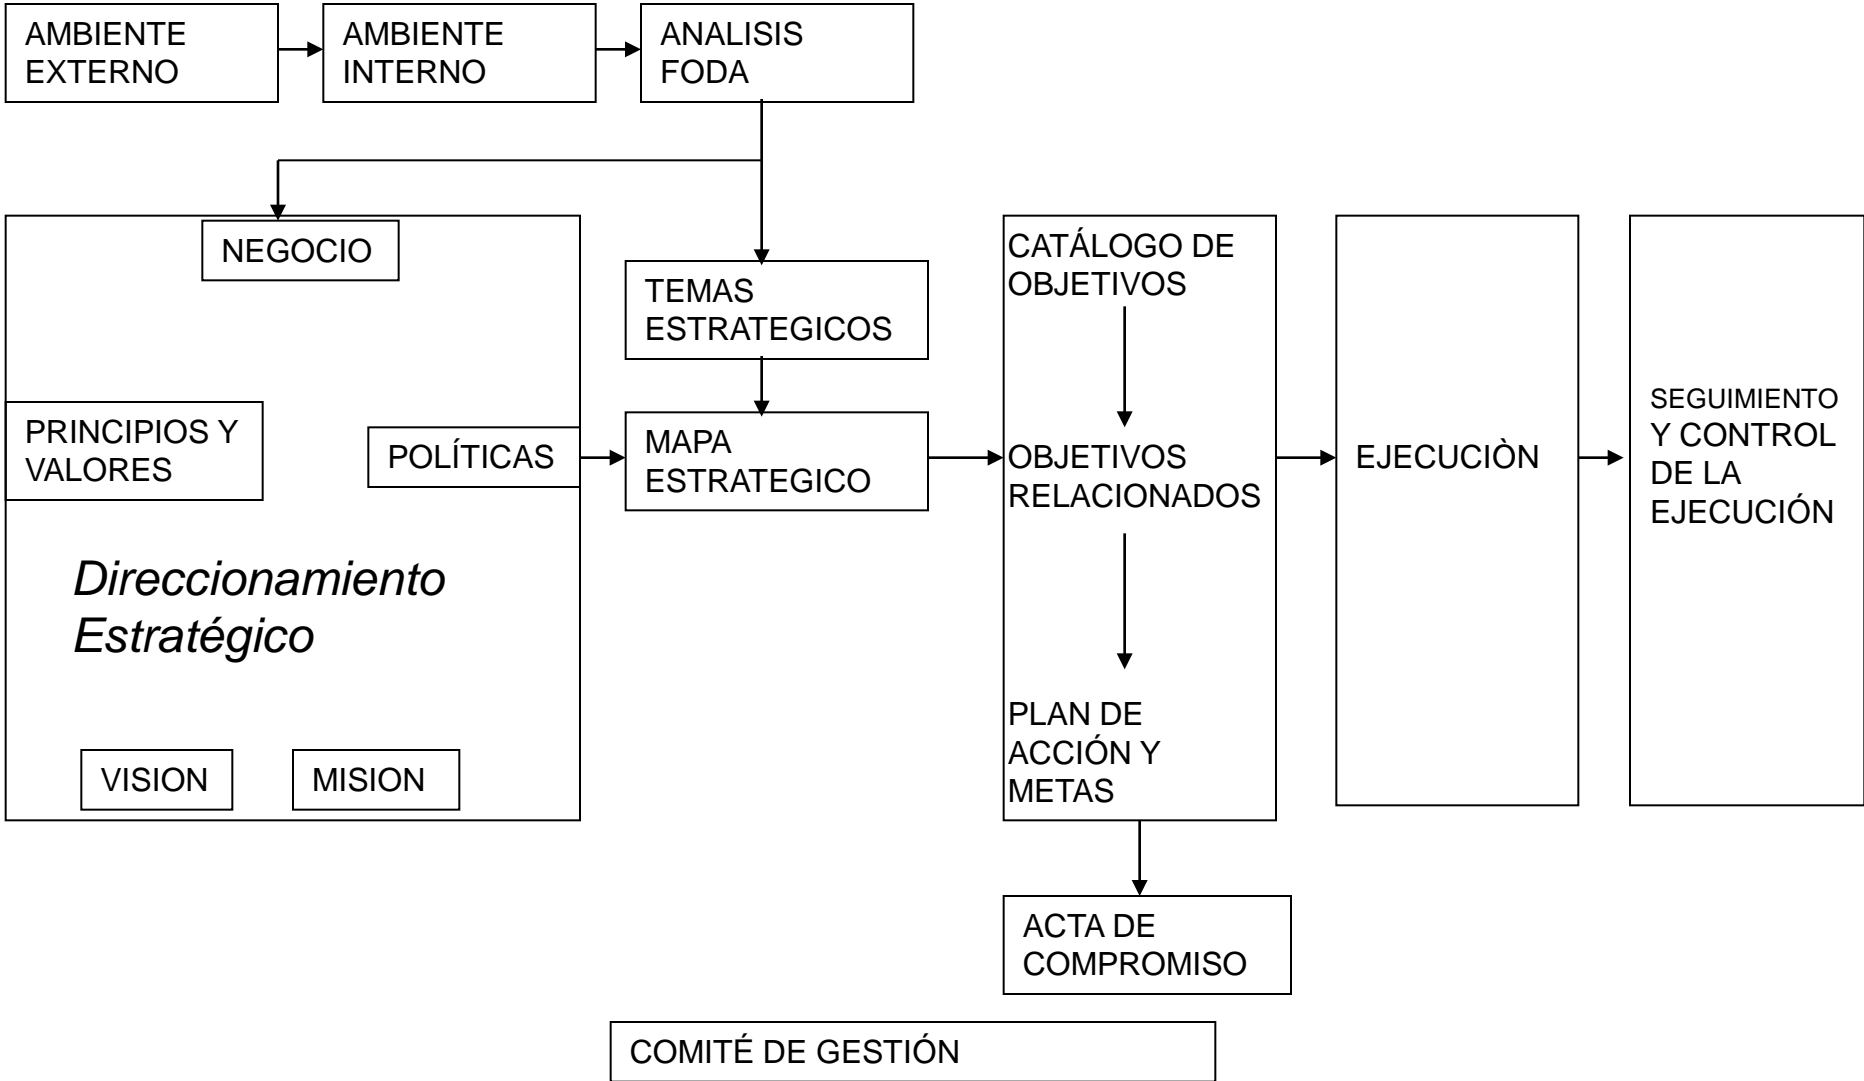 AMBIENTE
EXTERNO
AMBIENTE
INTERNO
ANALISIS
FODA
NEGOCIO
PRINCIPIOS Y
VALORES
POLÍTICAS
Direccionamiento
Estratégico
VISION
MISION
TEMAS
ESTRATEGICOS
MAPA
ESTRATEGICO
CATÁLOGO DE
OBJETIVOS
OBJETIVOS
RELACIONADOS
PLAN DE
ACCIÓN Y
METAS
EJECUCIÒN
SEGUIMIENTO
Y CONTROL
DE LA
EJECUCIÓN
ACTA DE
COMPROMISO
COMITÉ DE GESTIÓN